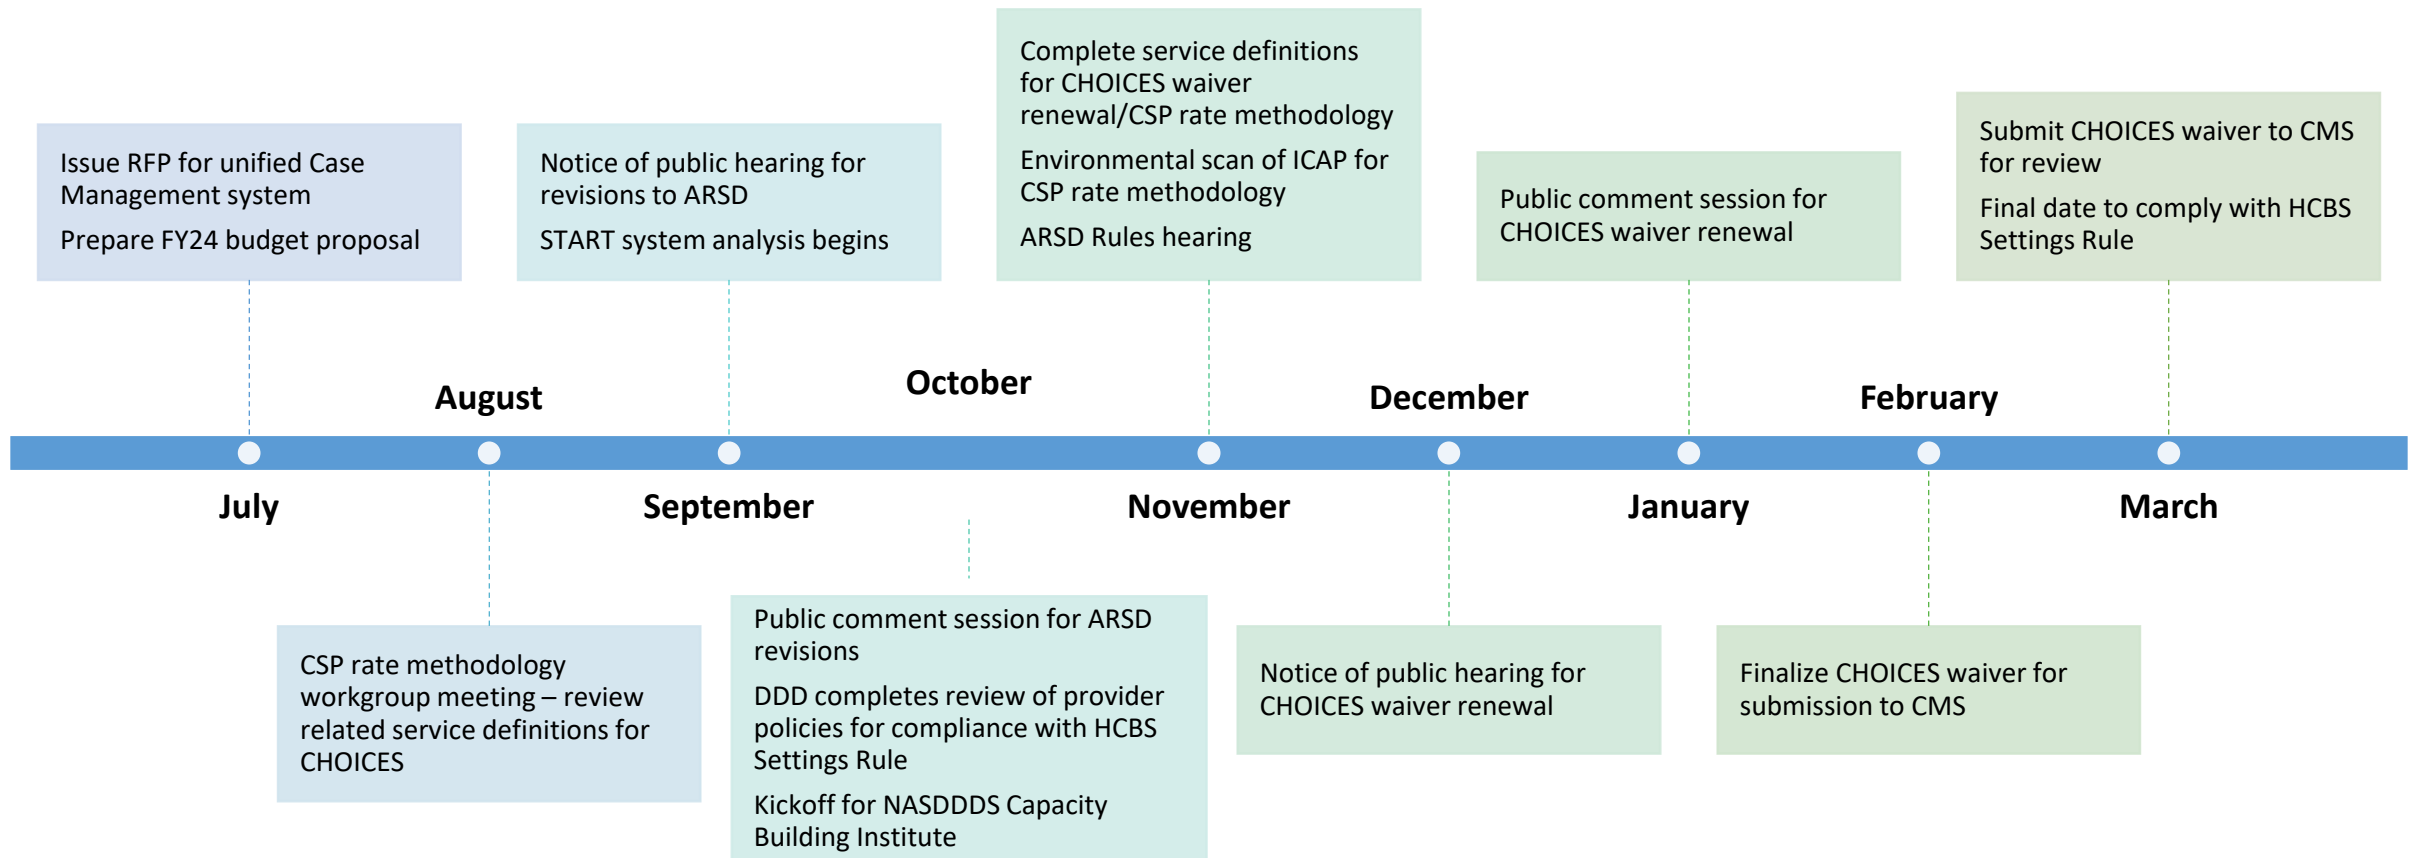 Issue RFP for unified Case
Management system
Prepare FY24 budget proposal
Notice of public hearing for
revisions to ARSD
START system analysis begins
Complete service definitions
for CHOICES waiver
renewal/CSP rate methodology
Environmental scan of ICAP for
CSP rate methodology
ARSD Rules hearing
Public comment session for
CHOICES waiver renewal
Submit CHOICES waiver to CMS
for review
Final date to comply with HCBS
Settings Rule
August
October
December
February
July
September
November
January
March
CSP rate methodology
workgroup meeting – review
related service definitions for
CHOICES
Public comment session for ARSD
revisions
DDD completes review of provider
policies for compliance with HCBS
Settings Rule
Kickoff for NASDDDS Capacity
Building Institute
Notice of public hearing for
CHOICES waiver renewal
Finalize CHOICES waiver for
submission to CMS